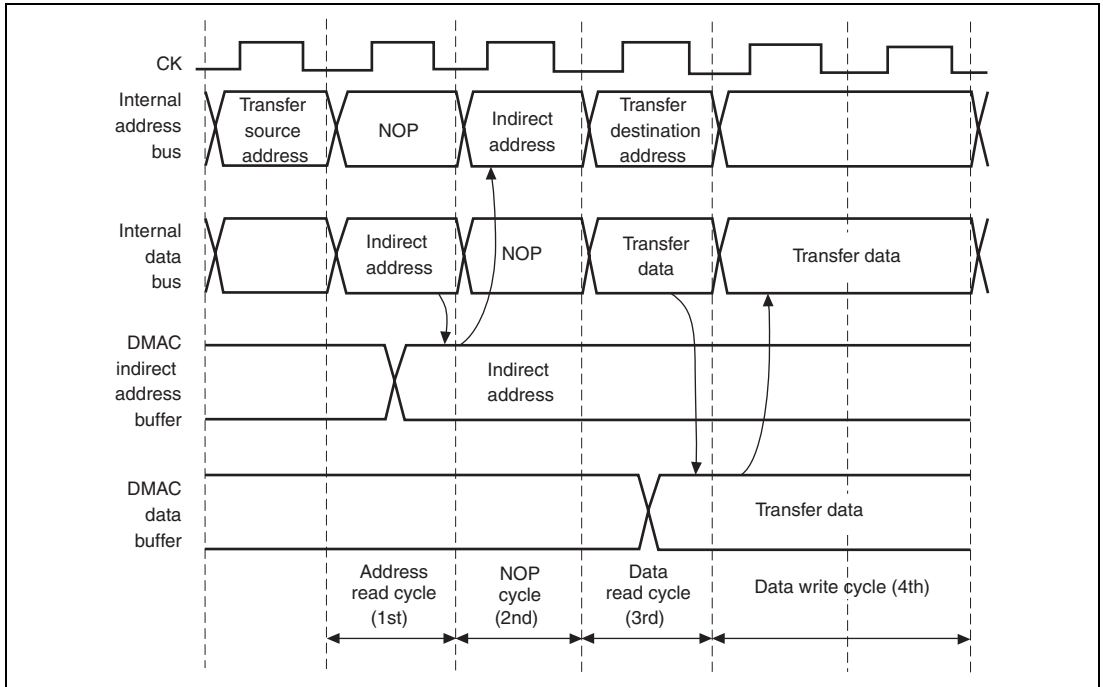 CK
Internal
address
bus
Transfer
source
address
NOP
Indirect
address
Transfer
destination
address
Internal
data
bus
Indirect
address
NOP
Transfer
data
Transfer data
DMAC
indirect
address
buffer
Indirect
address
DMAC
data
buffer
Transfer data
Address
read cycle
(1st)
NOP
cycle
(2nd)
Data
read cycle
(3rd)
Data write cycle (4th)